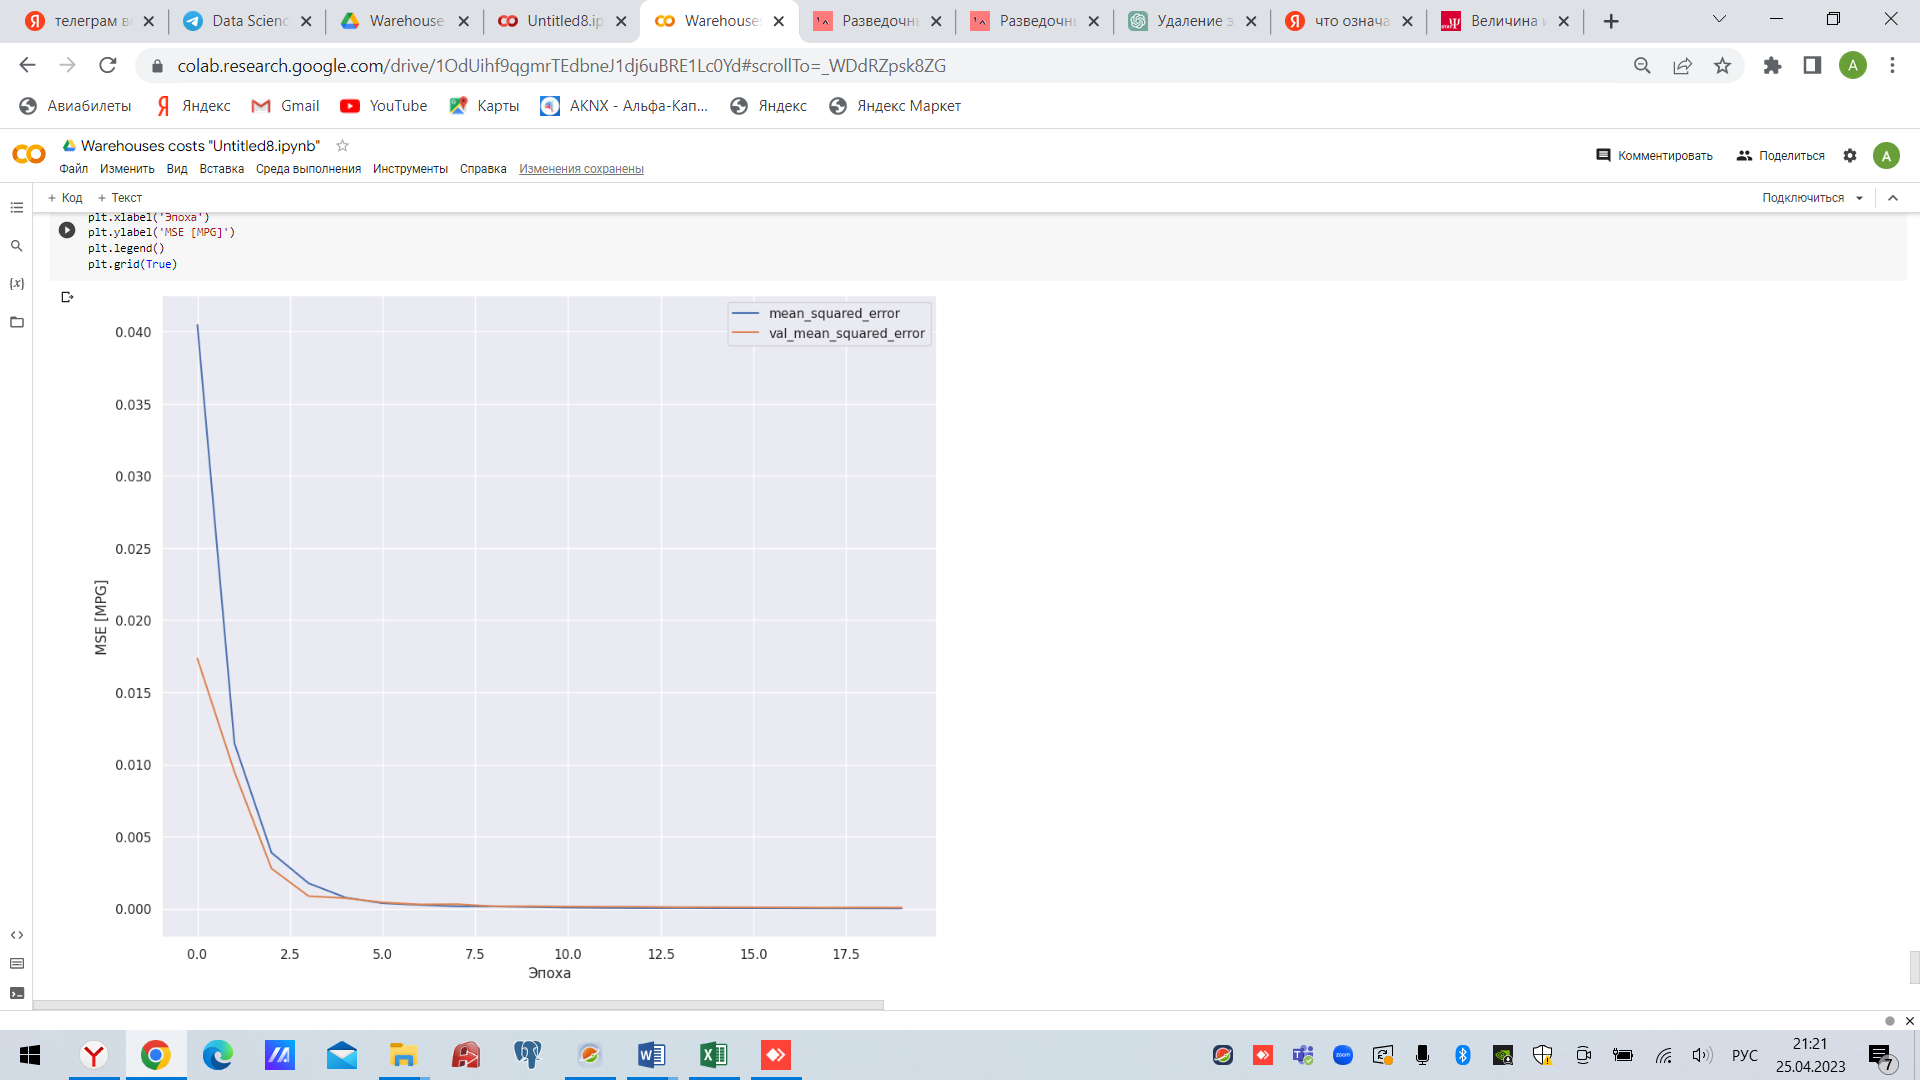 телеграм ве
Data Scienc
Warehouse
Untitled8.ip
Warehouse
Разведочн
Разведочн
Удаление э
что означа
Величина и
colab.research.google.com/drive/1OdUihf9qgmrTEdbneJ1dj6uBRE1Lc0Yd#scrollTo=_WDdRZpsk8ZG
A
Авиабилеты
Яндекс
Gmail
YouTube
Карты
AKNX - Альфа-Кап...
Яндекс
Яндекс Маркет
Warehouses costs "Untitled8.ipynb"
Файл Изменить Вид Вставка Среда выполнения Инструменты Справка Изменения сохранены
Комментировать
Поделиться
A
+ Код + Текст
Подключиться
plt.xlabel('Эпоха')
plt.ylabel('MSE [MPG]')
plt.legend()
plt.grid(True)
{x}
mean_squared_error
val_mean_squared_error
0.040
0.035
0.030
0.025
0.020
0.015
0.010
0.005
0.000
MSE [MPG]
0.0 2.5 5.0 7.5 10.0 12.5 15.0 17.5
Эпоха
РУС
21:21
25.04.2023
7